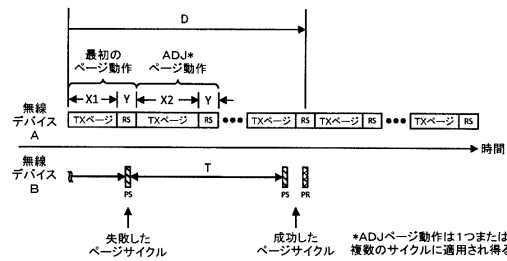 D
最初の ADJ*
ページ動作 ページ動作
X1 Y X2 Y
無線
デバイス
A
TXページ RS TXページ RS ••• TXページ RS TXページ RS ••• TXページ RS
時間
無線
デバイス
B
T
PS PS PR
失敗した 成功した
ページサイクル ページサイクル
*ADJページ動作は1つまたは
複数のサイクルに適用され得る